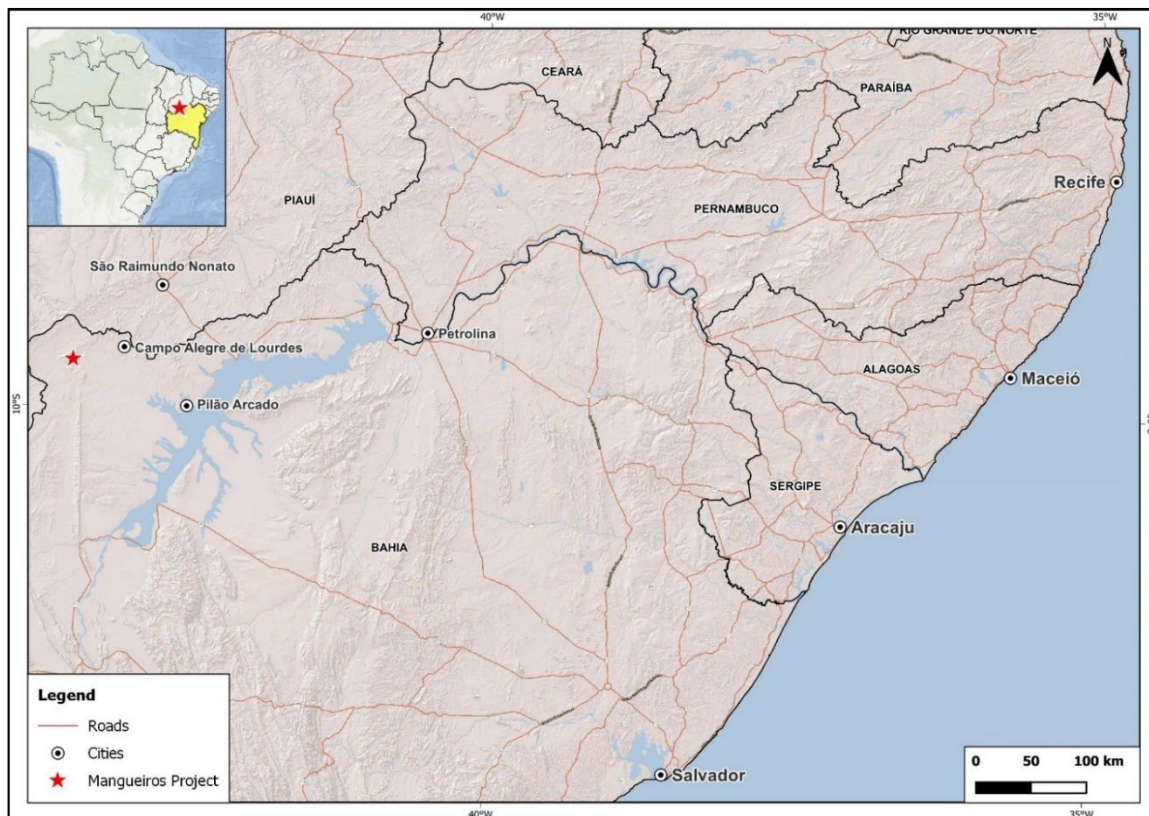 40°W
35°W
RIO GRANDE DO NORTE
N
CEARÁ
PARAÍBA
PIAUÍ
PERNAMBUCO
Recife
São Raimundo Nonato
Petrolina
Campo Alegre de Lourdes
ALAGOAS
Maceió
10°S
Pilão Arcado
SERGIPE
Aracaju
BAHIA
Legend
Roads
Cities
Mangueiros Project
Salvador
0 50 100 km
40°W
35°W